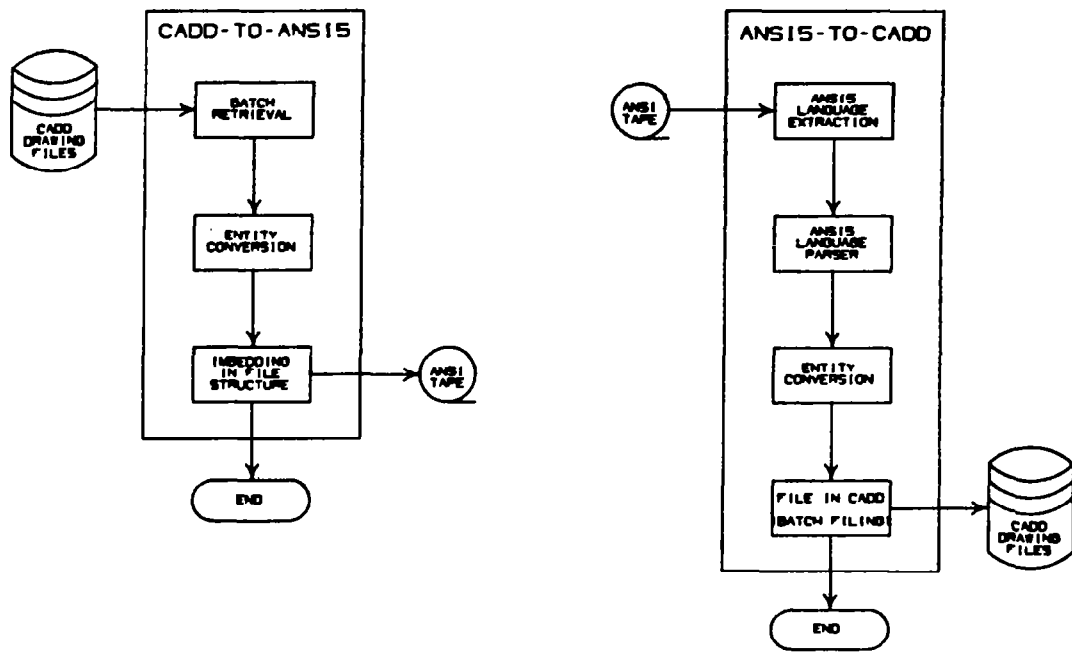 CADD-TO-ANSI5
CADD
DRAWING
FILES
BATCH
RETRIEVAL
ENTITY
CONVERSION
IMBEDDING
IN FILE
STRUCTURE
ANSI
TAPE
END
ANSI5-TO-CADD
ANSI
TAPE
ANSI5
LANGUAGE
EXTRACTION
ANSI5
LANGUAGE
PARSER
ENTITY
CONVERSION
FILE IN CADD
(BATCH FILING)
CADD
DRAWING
FILES
END